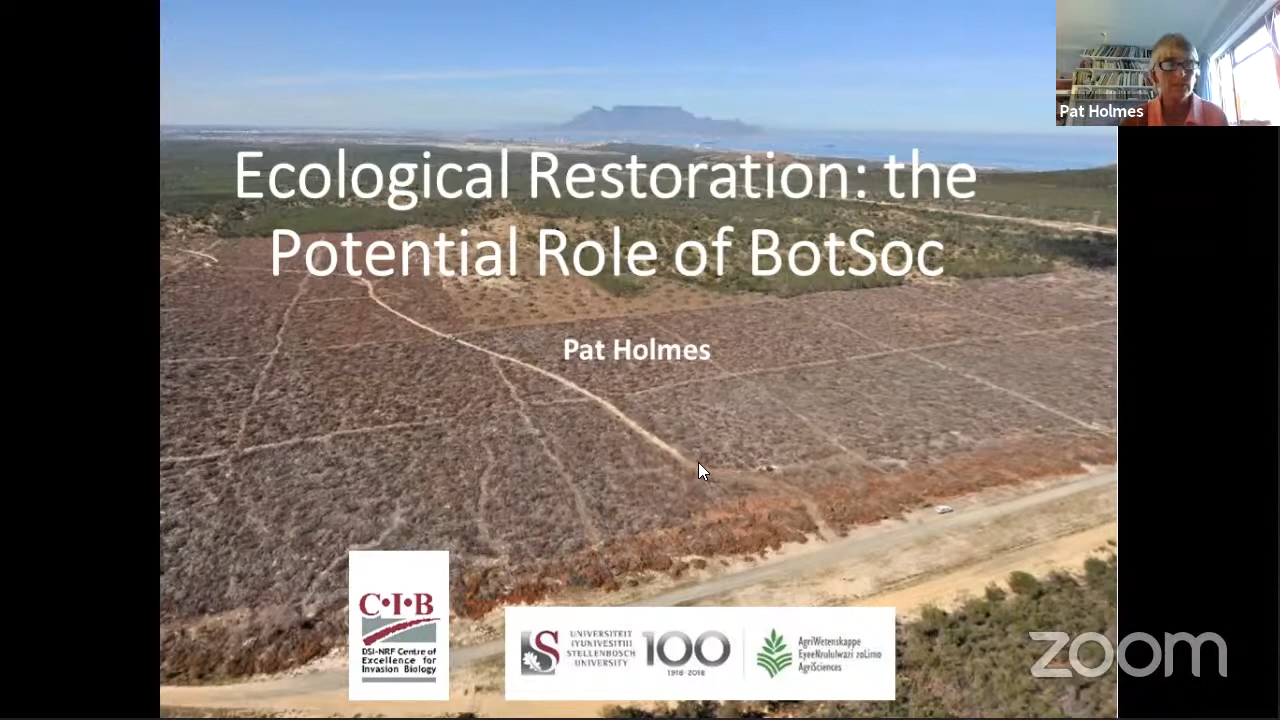 Pat Holmes
Ecological Restoration: the
Potential Role of BotSoc
Pat Holmes
C·I·B
DSI-NRF Centre of
Excellence for
Invasion Biology
UNIVERSITEIT
IYUNIVESITHI
STELLENBOSCH
UNIVERSITY
100
1918·2018
AgriWetenskappe
EyeeNzululwazi zoLimo
AgriSciences
zoom